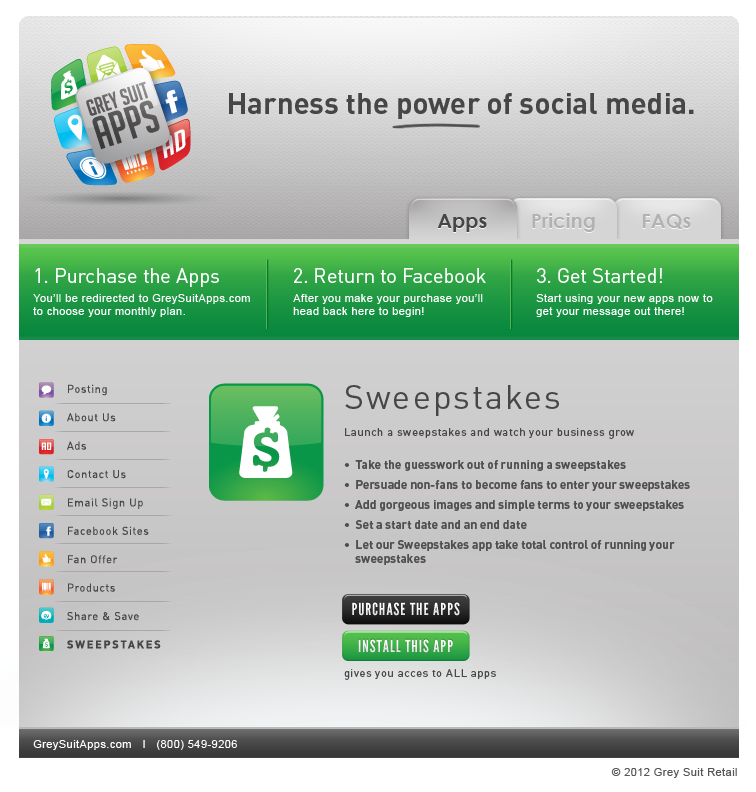 GREY SUIT
APPS
AD
Harness the power of social media.
Apps
Pricing
FAQs
1. Purchase the Apps
You'll be redirected to GreySuitApps.com
to choose your monthly plan.
2. Return to Facebook
After you make your purchase you'll
head back here to begin!
3. Get Started!
Start using your new apps now to
get your message out there!
Posting
About Us
AD
Ads
Contact Us
Email Sign Up
Facebook Sites
Fan Offer
Products
Share & Save
SWEEPSTAKES
$
Sweepstakes
Launch a sweepstakes and watch your business grow
• Take the guesswork out of running a sweepstakes
• Persuade non-fans to become fans to enter your sweepstakes
• Add gorgeous images and simple terms to your sweepstakes
• Set a start date and an end date
• Let our Sweepstakes app take total control of running your
sweepstakes
PURCHASE THE APPS
INSTALL THIS APP
gives you acces to ALL apps
GreySuitApps.com I (800) 549-9206
© 2012 Grey Suit Retail